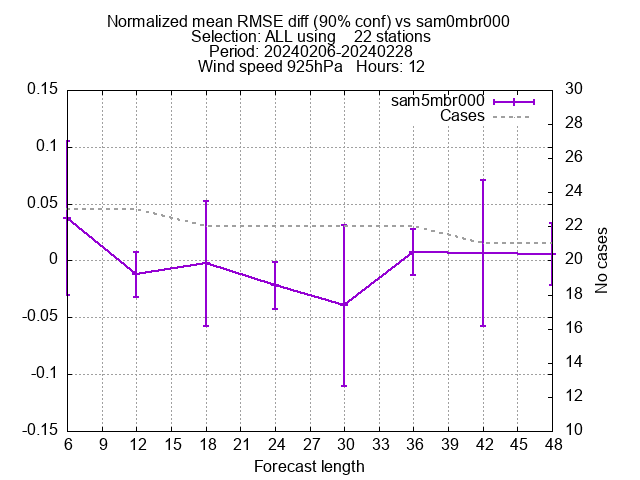 Normalized mean RMSE diff (90% conf) vs sam0mbr000
Selection: ALL using    22 stations
Period: 20240206-20240228
Wind speed 925hPa   Hours: 12
sam5mbr000
Cases
0.15
0.1
0.05
0
-0.05
-0.1
-0.15
30
28
26
24
22
20
18
16
14
12
10
No cases
6 9 12 15 18 21 24 27 30 33 36 39 42 45 48
Forecast length